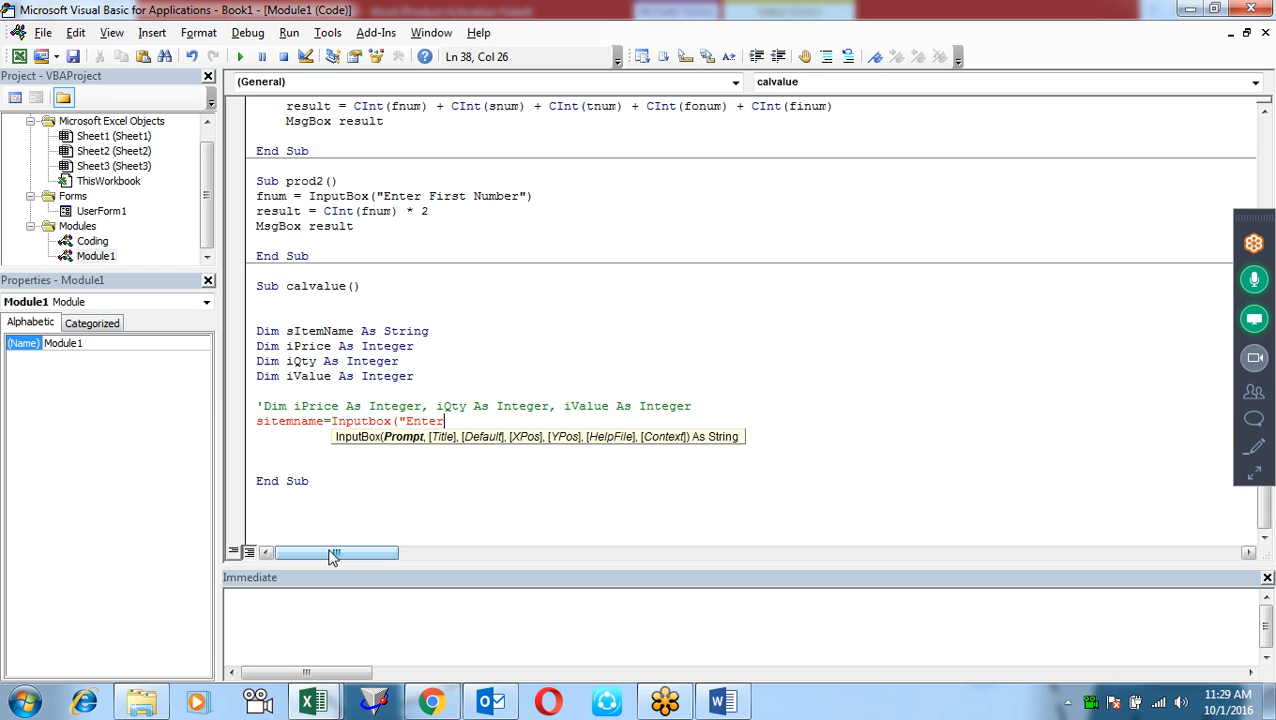 Microsoft Visual Basic for Applications - Book1 - [Module1 (Code)]
File Edit View Insert Format Debug Run Tools Add-Ins Window Help
Ln 38, Col 26
Project - VBAProject
Microsoft Excel Objects
Sheet1 (Sheet1)
Sheet2 (Sheet2)
Sheet3 (Sheet3)
ThisWorkbook
Forms
UserForm1
Modules
Coding
Module1
Properties - Module1
Module1 Module
Alphabetic Categorized
(Name) Module1
(General) calvalue
result = CInt(fnum) + CInt(snum) + CInt(tnum) + CInt(fonum) + CInt(finum)
MsgBox result
End Sub
Sub prod2()
fnum = InputBox("Enter First Number")
result = CInt(fnum) * 2
MsgBox result
End Sub
Sub calvalue()
Dim sItemName As String
Dim iPrice As Integer
Dim iQty As Integer
Dim iValue As Integer
'Dim iPrice As Integer, iQty As Integer, iValue As Integer
sitemname=Inputbox("Enter
InputBox(Prompt, [Title], [Default], [XPos], [YPos], [HelpFile], [Context]) As String
End Sub
Immediate
11:29 AM
10/1/2016